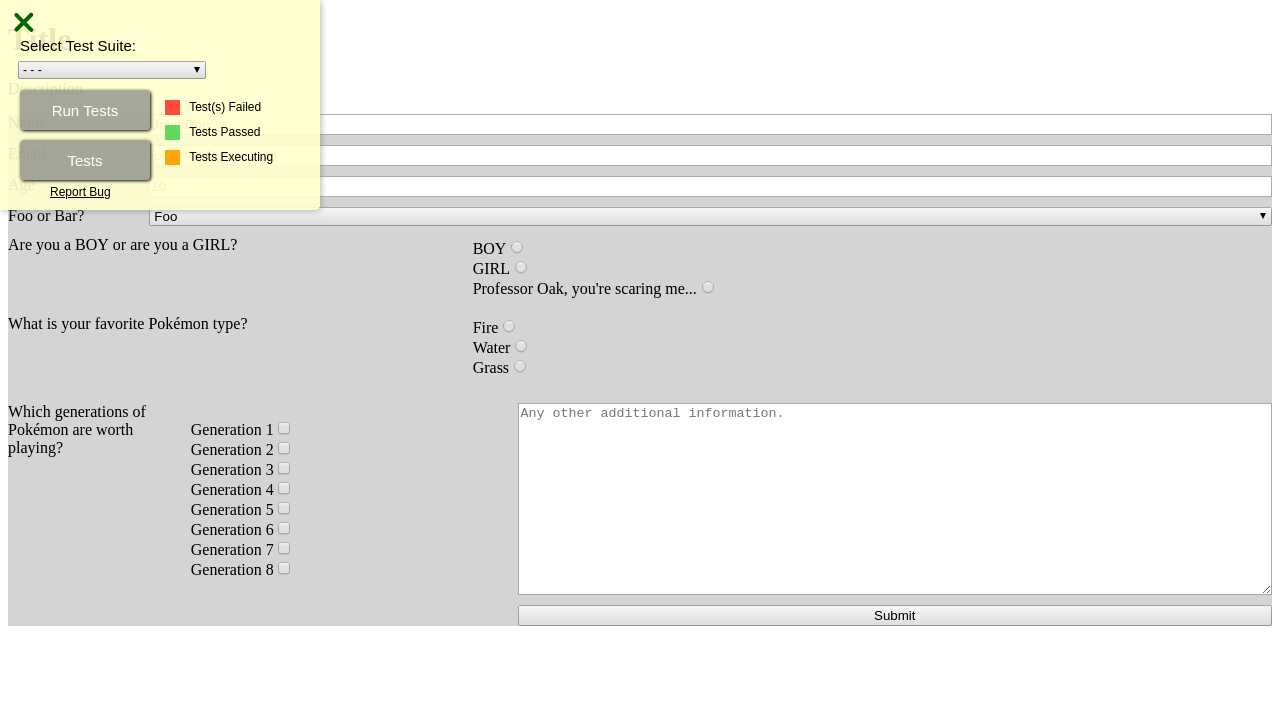 Title
Select Test Suite:
- - -
Description
Run Tests
Test(s) Failed
Name
Tests Passed
Email
Tests
Tests Executing
Age
10
Report Bug
Foo or Bar?
Foo
Are you a BOY or are you a GIRL?
BOY
GIRL
Professor Oak, you're scaring me...
What is your favorite Pokémon type?
Fire
Water
Grass
Which generations of
Pokémon are worth
playing?
Generation 1
Generation 2
Generation 3
Generation 4
Generation 5
Generation 6
Generation 7
Generation 8
Any other additional information.
Submit